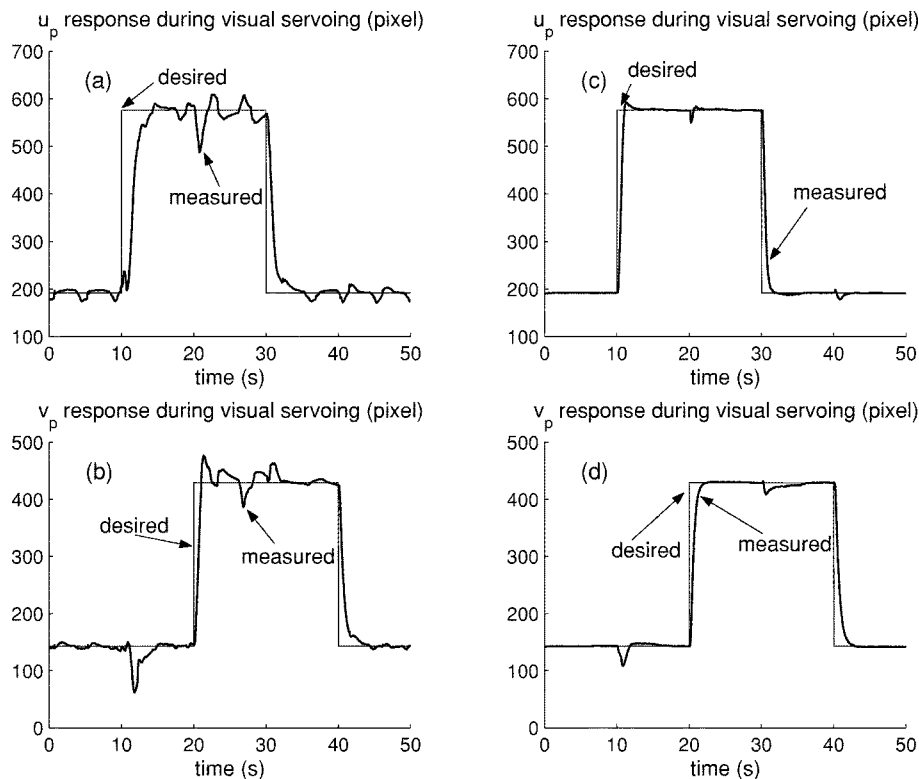 u_p response during visual servoing (pixel)
700
600
500
400
300
200
100
(a)
desired
measured
0 10 20 30 40 50
time (s)
u_p response during visual servoing (pixel)
700
600
500
400
300
200
100
(c)
desired
measured
0 10 20 30 40 50
time (s)
v_p response during visual servoing (pixel)
500
400
300
200
100
0
(b)
desired
measured
0 10 20 30 40 50
time (s)
v_p response during visual servoing (pixel)
500
400
300
200
100
0
(d)
desired
measured
0 10 20 30 40 50
time (s)